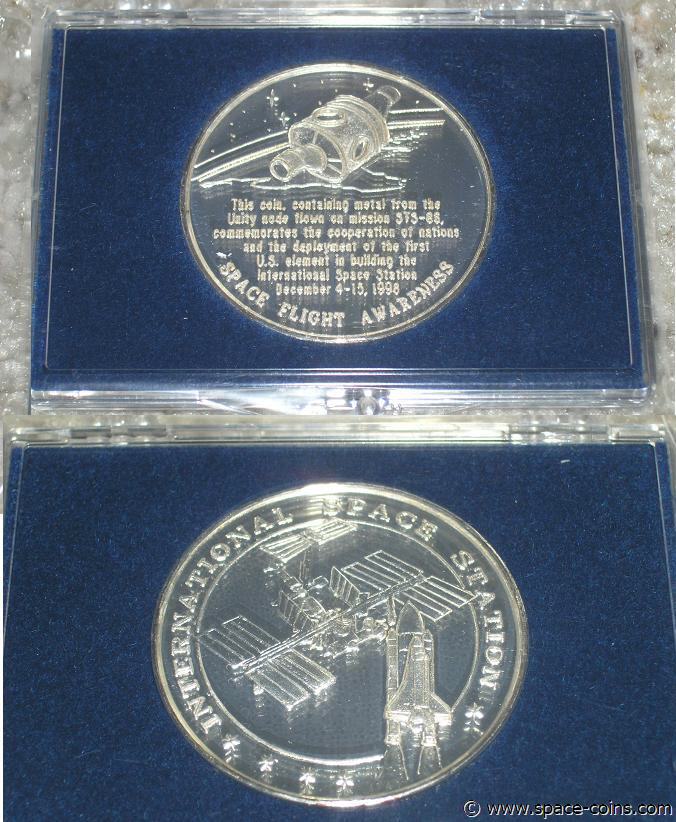 This coin, containing metal from the
Unity node flown on mission STS-88,
commemorates the cooperation of nations
and the deployment of the first
U.S. element in building the
International Space Station
December 4-15, 1998
SPACE FLIGHT AWARENESS
INTERNATIONAL SPACE STATION
© www.space-coins.com